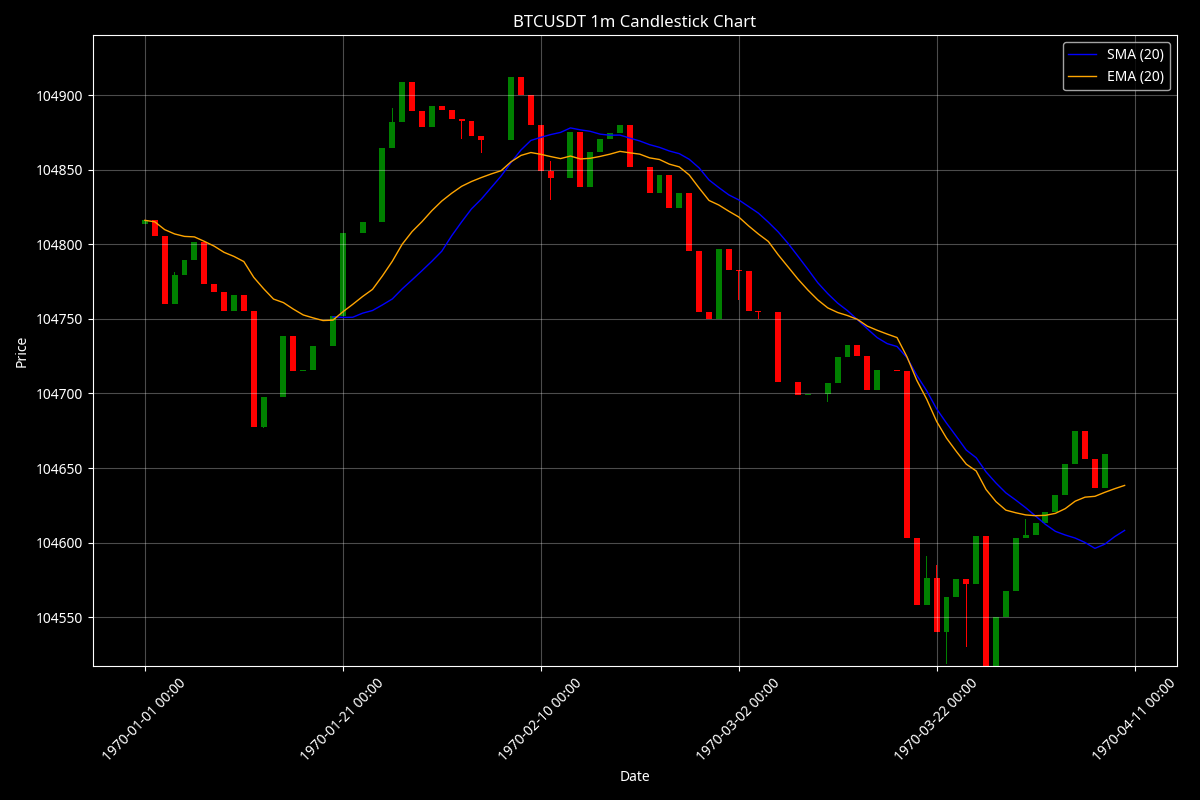 BTCUSDT 1m Candlestick Chart
SMA (20)
EMA (20)
104900
104850
104800
104750
104700
104650
104600
104550
Price
1970-01-01 00:00
1970-01-21 00:00
1970-02-10 00:00
1970-03-02 00:00
1970-03-22 00:00
1970-04-11 00:00
Date